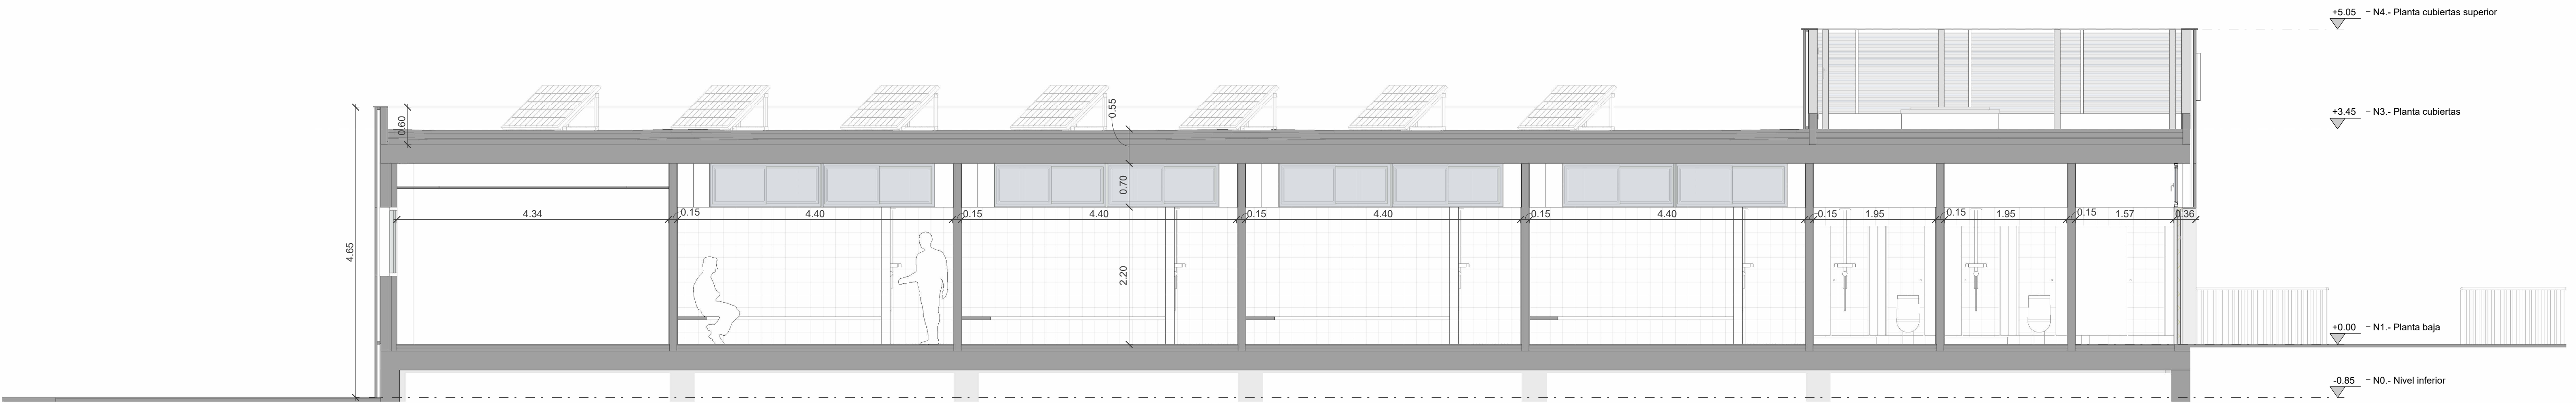 +5.05 - N4.- Planta cubiertas superior
0.60
0.55
+3.45 - N3.- Planta cubiertas
0.70
4.34 0.15 4.40 0.15 4.40 0.15 4.40 0.15 4.40 0.15 1.95 0.15 1.95 0.15 1.57 0.36
4.65
2.20
+0.00 - N1.- Planta baja
-0.85 - N0.- Nivel inferior